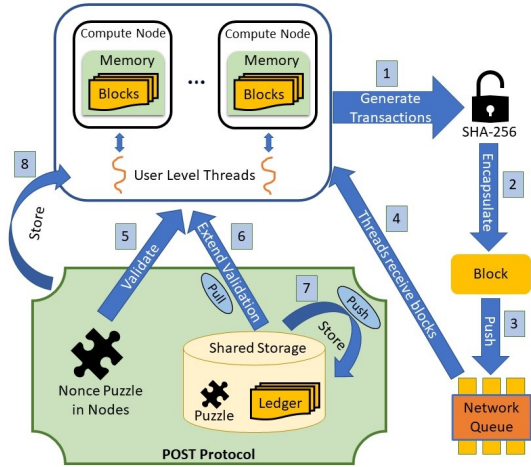 Compute Node
Memory
Blocks
...
Compute Node
Memory
Blocks
User Level Threads
1
Generate
Transactions
SHA-256
2
Encapsulate
Block
3
Push
Network
Queue
4
Threads receive blocks
5
Validate
6
Extend Validation
Pull
7
Push
Store
8
Store
Nonce Puzzle
in Nodes
Shared Storage
Puzzle
Ledger
POST Protocol